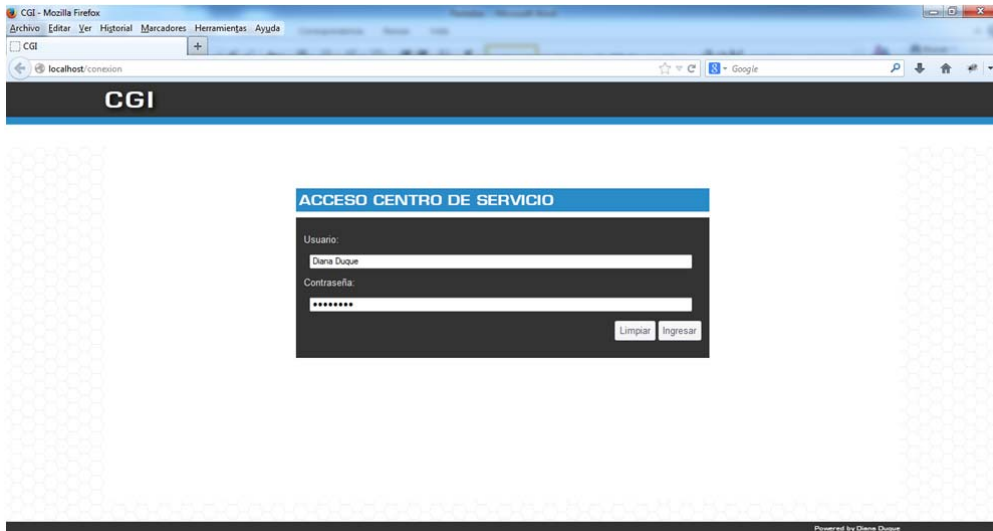 CGI - Mozilla Firefox
Archivo Editar Ver Historial Marcadores Herramientas Ayuda
CGI +
localhost/conexion
Google
CGI
ACCESO CENTRO DE SERVICIO
Usuario:
Diana Duque
Contraseña:
••••••••
Limpiar Ingresar
Powered by Diana Duque